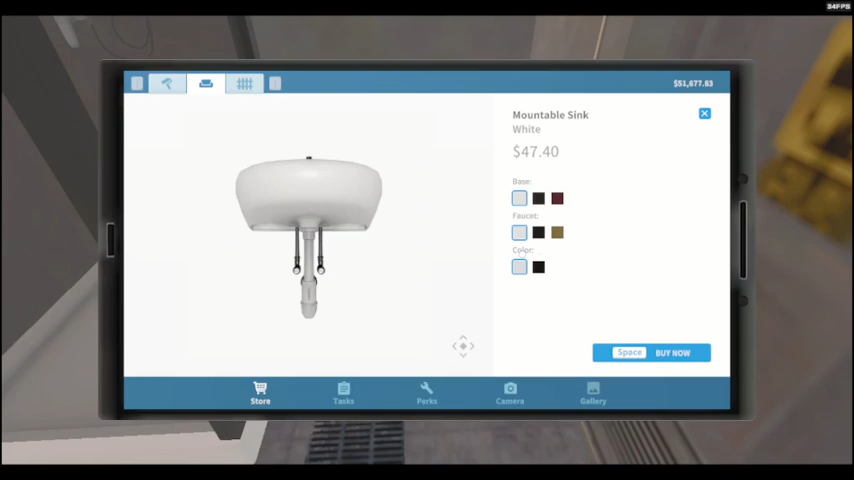 34FPS
$51,677.83
Mountable Sink
White
$47.40
Base:
Faucet:
Color:
Space BUY NOW
Store Tasks Perks Camera Gallery